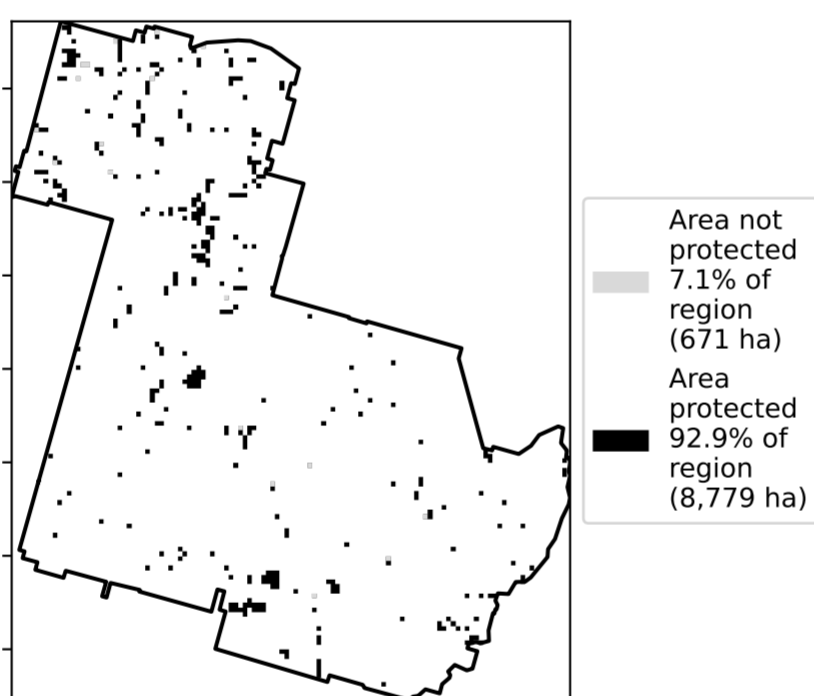 Area not
protected
7.1% of
region
(671 ha)
Area
protected
92.9% of
region
(8,779 ha)